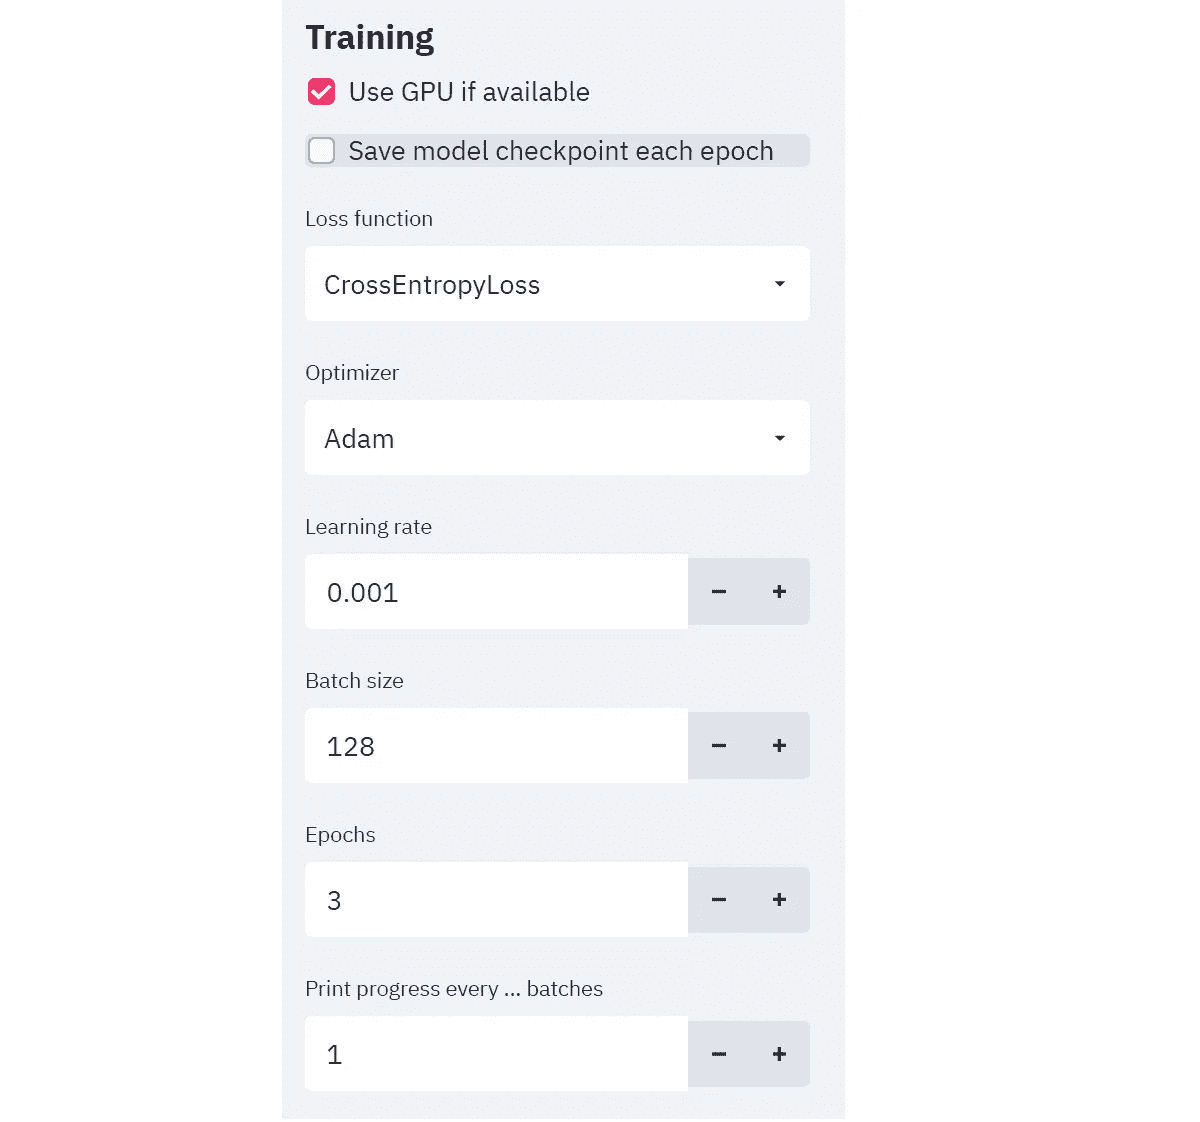 Training
Use GPU if available
Save model checkpoint each epoch
Loss function
CrossEntropyLoss
Optimizer
Adam
Learning rate
0.001
Batch size
128
Epochs
3
Print progress every ... batches
1